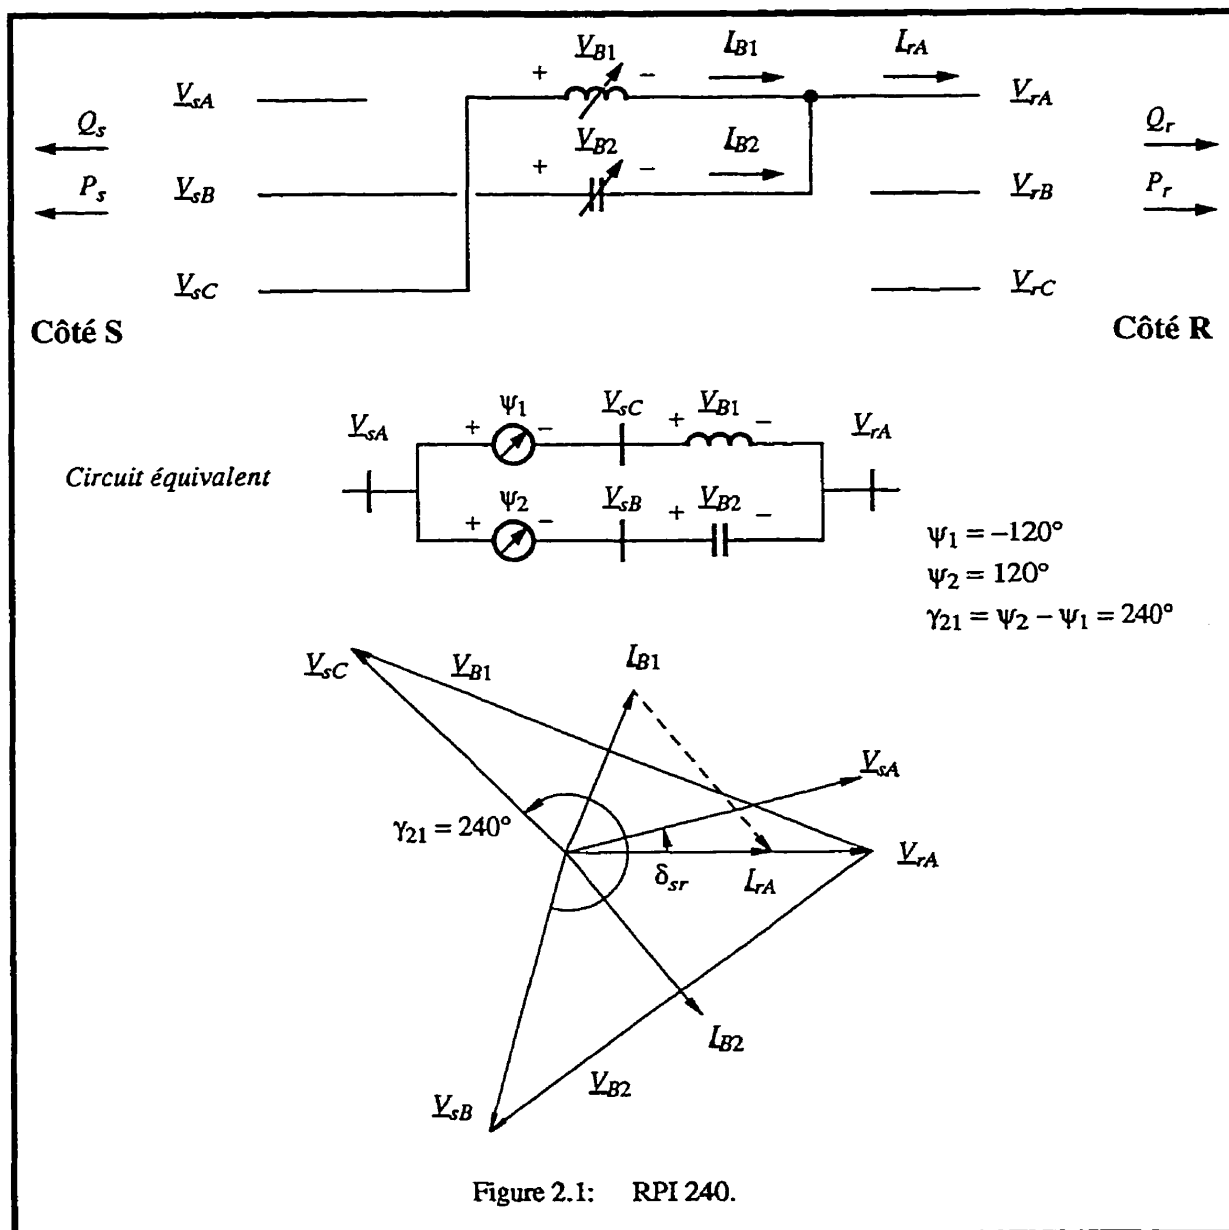 V_B1 I_B1 I_rA
+ −
V_sA V_rA
Q_s V_B2 I_B2 Q_r
+ −
P_s V_sB V_rB P_r
V_sC V_rC
Côté S Côté R
ψ1 V_sC V_B1
V_sA + − + − V_rA
Circuit équivalent
ψ2 V_sB V_B2
+ − + −
ψ1 = −120°
ψ2 = 120°
γ21 = ψ2 − ψ1 = 240°
V_sC V_B1 I_B1
V_sA
γ21 = 240°
δ_sr I_rA V_rA
I_B2
V_sB V_B2
Figure 2.1: RPI 240.